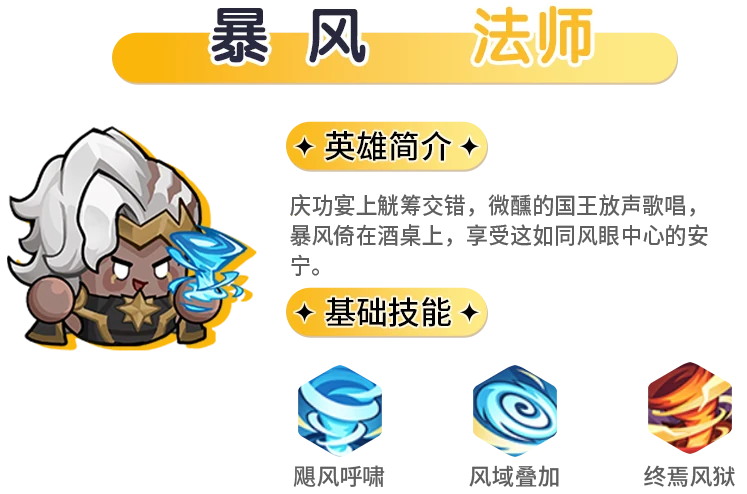 暴风 法师
英雄简介
庆功宴上觥筹交错，微醺的国王放声歌唱，
暴风倚在酒桌上，享受这如同风眼中心的安
宁。
基础技能
飓风呼啸 风域叠加 终焉风狱